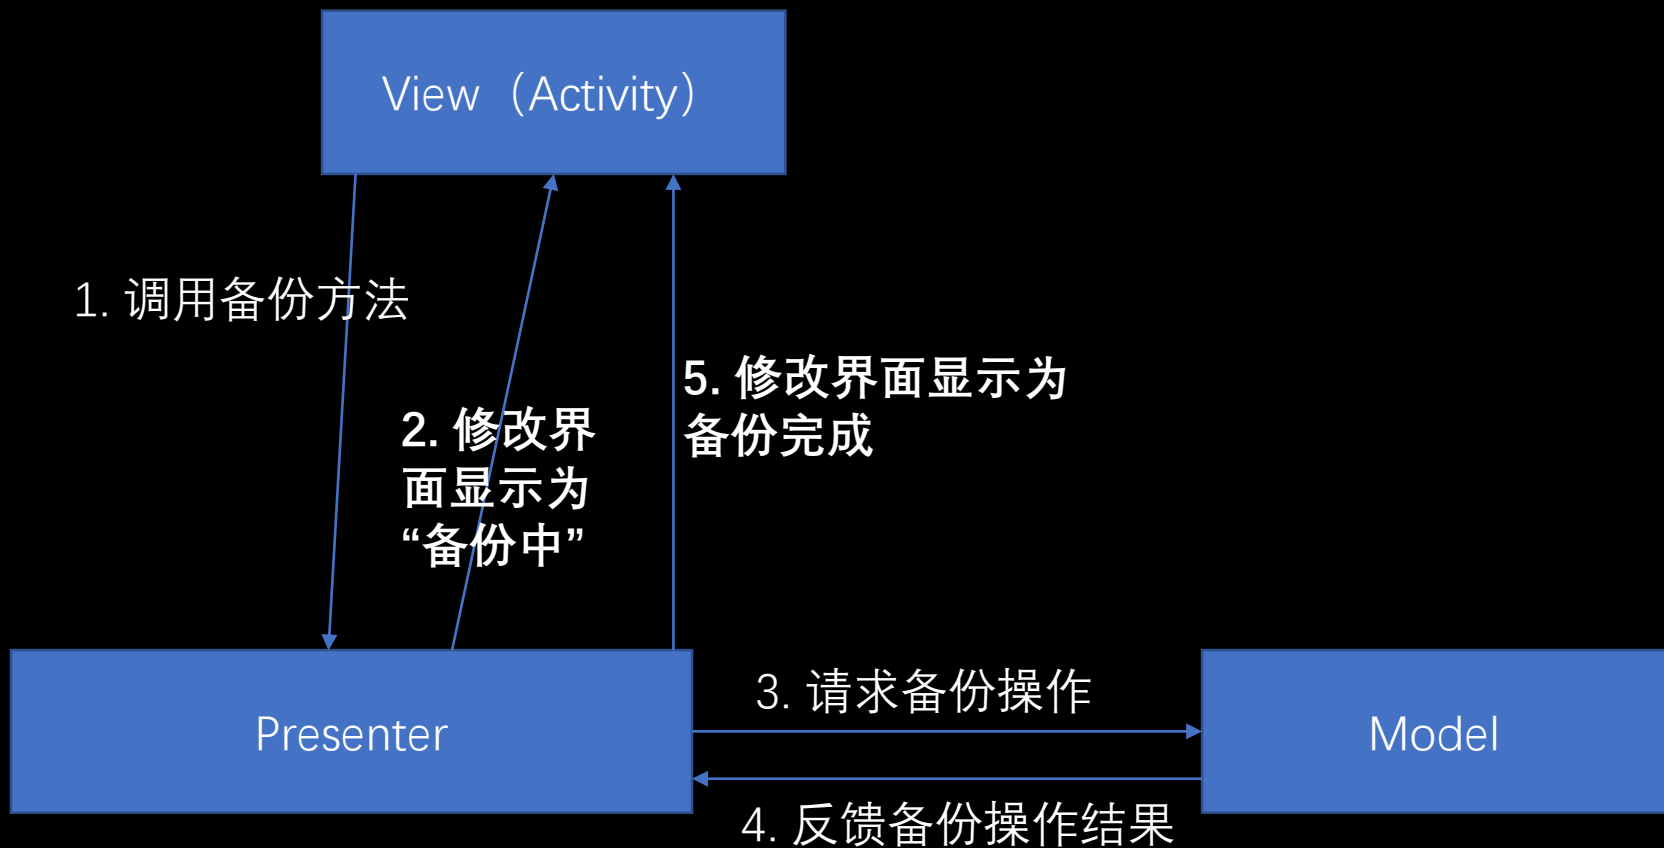 View（Activity）
1. 调用备份方法
2. 修改界
面显示为
“备份中”
5. 修改界面显示为
备份完成
Presenter
3. 请求备份操作
4. 反馈备份操作结果
Model